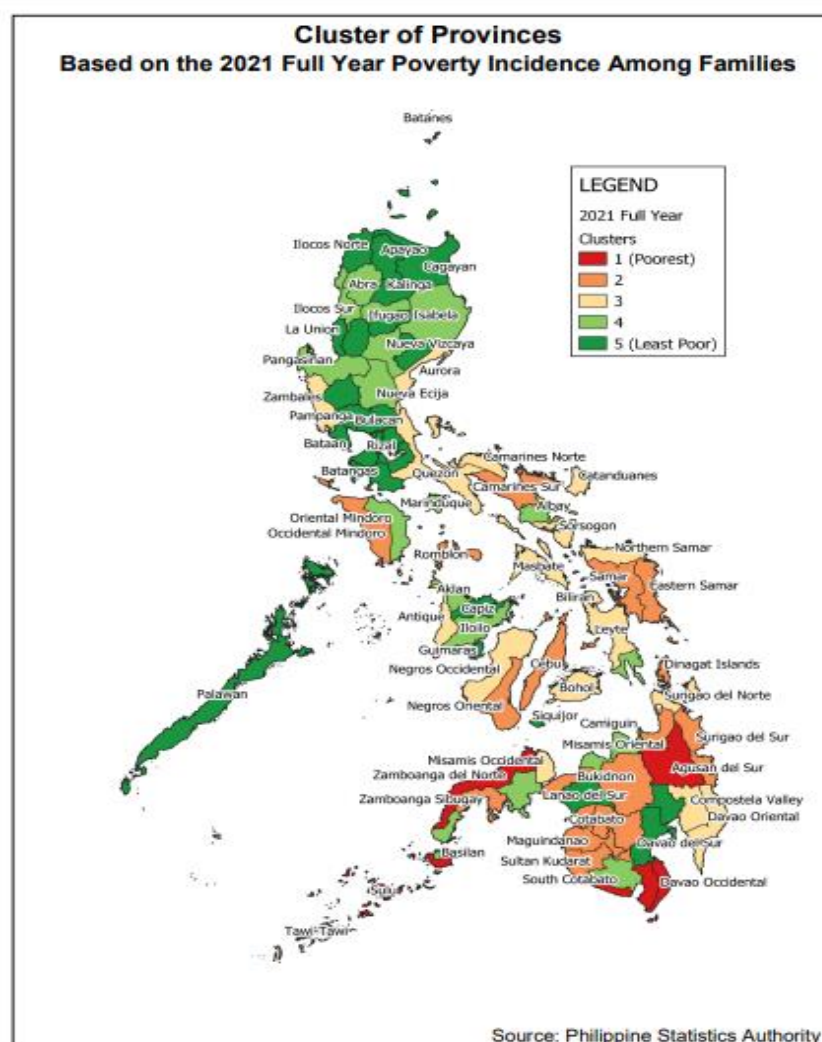 Cluster of Provinces
Based on the 2021 Full Year Poverty Incidence Among Families
Batanes
LEGEND
2021 Full Year
Clusters
1 (Poorest)
2
3
4
5 (Least Poor)
Ilocos Norte
Apayao
Cagayan
Abra
Kalinga
Ilocos Sur
Ifugao
Isabela
La Union
Nueva Vizcaya
Pangasinan
Aurora
Zambales
Nueva Ecija
Pampanga
Bulacan
Bataan
Rizal
Batangas
Quezon
Camarines Norte
Camarines Sur
Catanduanes
Marinduque
Albay
Oriental Mindoro
Sorsogon
Occidental Mindoro
Northern Samar
Romblon
Masbate
Samar
Eastern Samar
Aklan
Biliran
Capiz
Antique
Iloilo
Leyte
Guimaras
Negros Occidental
Cebu
Dinagat Islands
Palawan
Bohol
Surigao del Norte
Negros Oriental
Siquijor
Camiguin
Surigao del Sur
Misamis Oriental
Misamis Occidental
Agusan del Sur
Zamboanga del Norte
Bukidnon
Zamboanga Sibugay
Lanao del Sur
Compostela Valley
Cotabato
Davao Oriental
Maguindanao
Davao del Sur
Basilan
Sultan Kudarat
South Cotabato
Davao Occidental
Sulu
Tawi-Tawi
Source: Philippine Statistics Authority